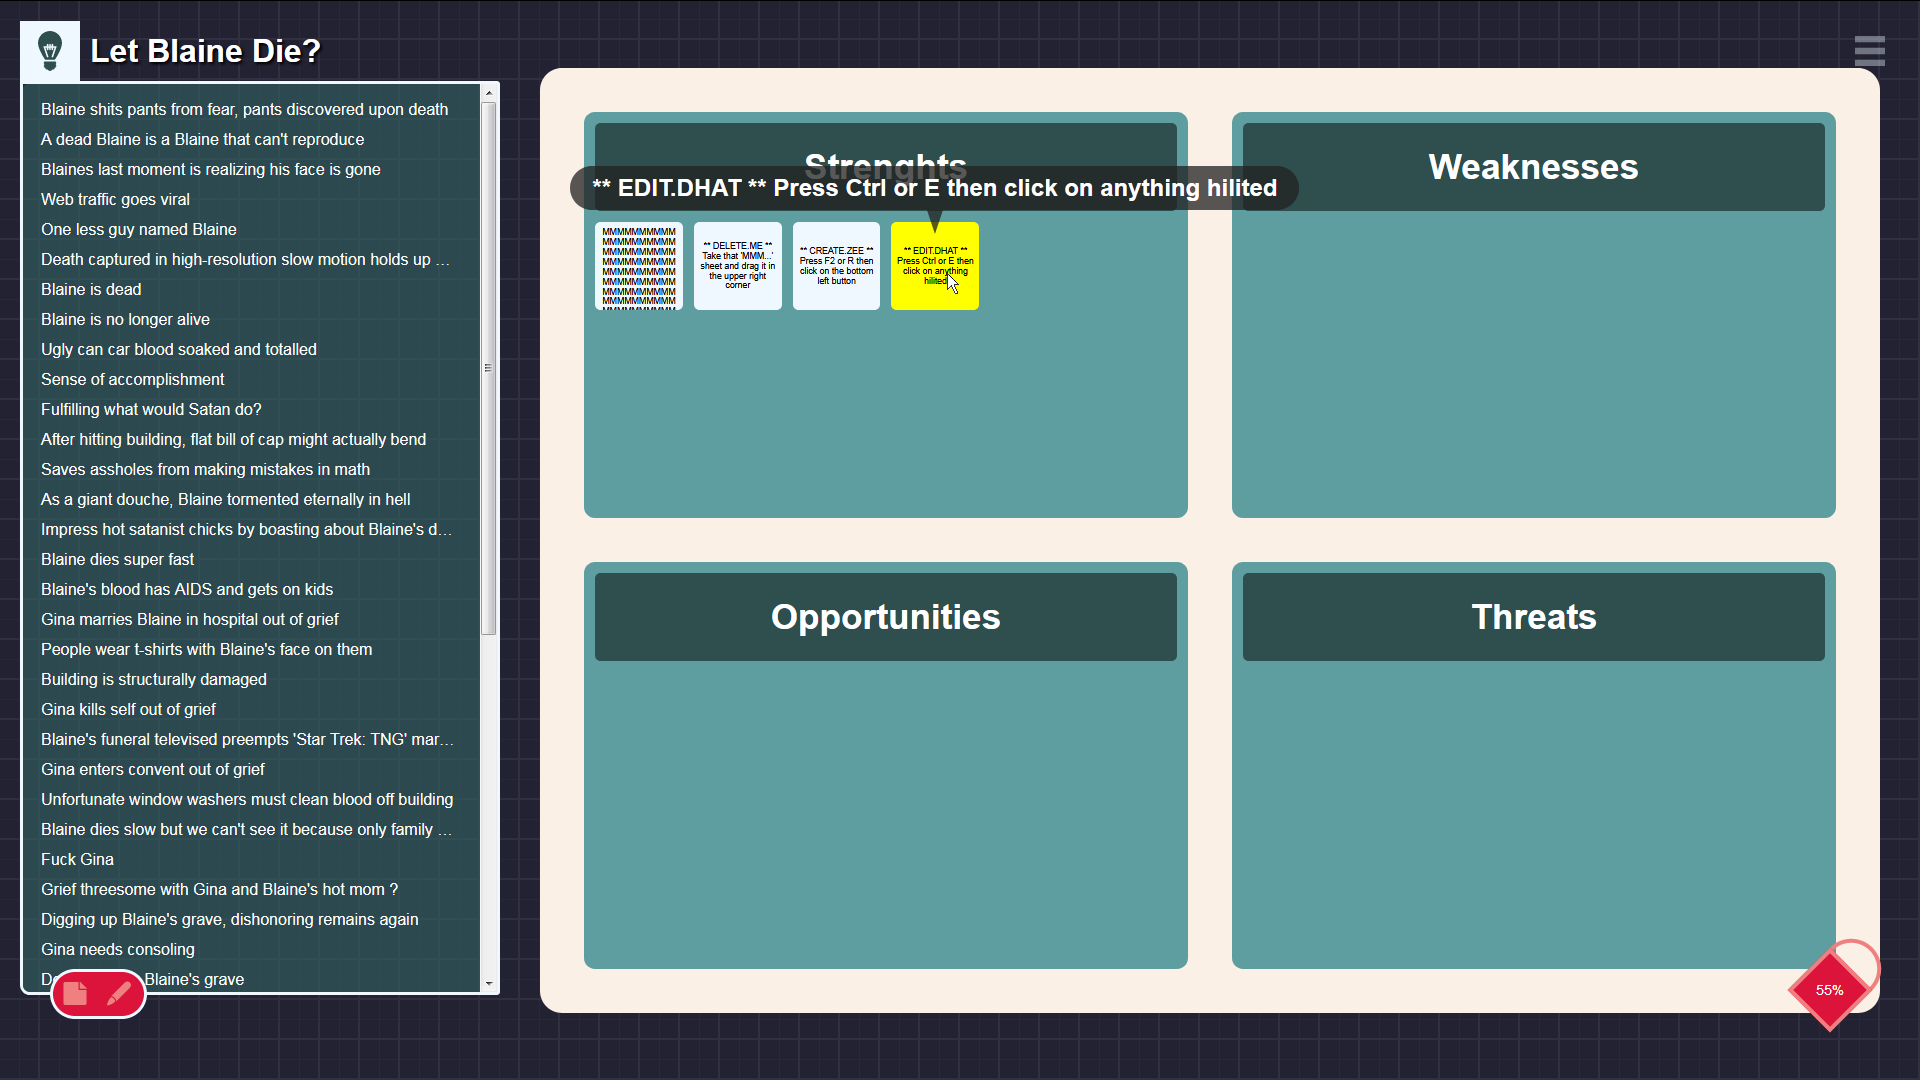 Let Blaine Die?
Blaine shits pants from fear, pants discovered upon death
A dead Blaine is a Blaine that can't reproduce
Blaines last moment is realizing his face is gone
Web traffic goes viral
One less guy named Blaine
Death captured in high-resolution slow motion holds up ...
Blaine is dead
Blaine is no longer alive
Ugly can car blood soaked and totalled
Sense of accomplishment
Fulfilling what would Satan do?
After hitting building, flat bill of cap might actually bend
Saves assholes from making mistakes in math
As a giant douche, Blaine tormented eternally in hell
Impress hot satanist chicks by boasting about Blaine's d...
Blaine dies super fast
Blaine's blood has AIDS and gets on kids
Gina marries Blaine in hospital out of grief
People wear t-shirts with Blaine's face on them
Building is structurally damaged
Gina kills self out of grief
Blaine's funeral televised preempts 'Star Trek: TNG' mar...
Gina enters convent out of grief
Unfortunate window washers must clean blood off building
Blaine dies slow but we can't see it because only family ...
Fuck Gina
Grief threesome with Gina and Blaine's hot mom ?
Digging up Blaine's grave, dishonoring remains again
Gina needs consoling
Blaine's grave
Strenghts
** EDIT.DHAT ** Press Ctrl or E then click on anything hilited
MMMMMMMMMM
MMMMMMMMMM
MMMMMMMMMM
MMMMMMMMMM
MMMMMMMMMM
MMMMMMMMMM
MMMMMMMMMM
MMMMMMMMMM
** DELETE.ME **
Take that 'MMM...'
sheet and drag it in
the upper right
corner
** CREATE.ZEE **
Press F2 or R then
click on the bottom
left button
** EDIT.DHAT **
Press Ctrl or E then
click on anything
hilited
Weaknesses
Opportunities
Threats
55%